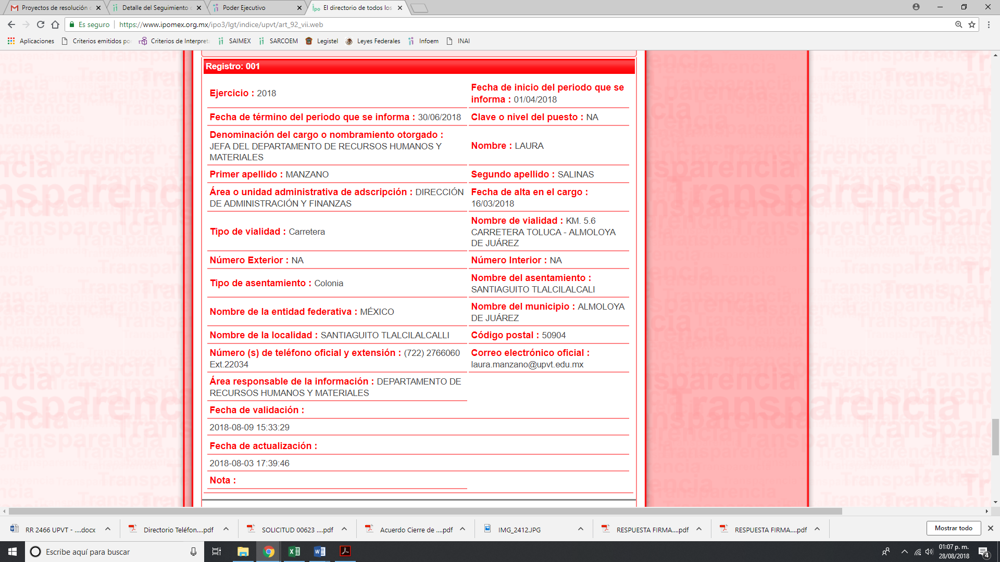 Proyectos de resolución
Detalle del Seguimiento
Poder Ejecutivo
El directorio de todos los
Es seguro
https://www.ipomex.org.mx/ipo3/lgt/indice/upvt/art_92_vii.web
Aplicaciones
Criterios emitidos po
Criterios de Interpret
SAIMEX
SARCOEM
Legistel
Leyes Federales
Infoem
INAI
Registro: 001
Ejercicio : 2018
Fecha de inicio del periodo que se
informa : 01/04/2018
Fecha de término del periodo que se informa : 30/06/2018
Clave o nivel del puesto : NA
Denominación del cargo o nombramiento otorgado :
JEFA DEL DEPARTAMENTO DE RECURSOS HUMANOS Y
MATERIALES
Nombre : LAURA
Primer apellido : MANZANO
Segundo apellido : SALINAS
Área o unidad administrativa de adscripción : DIRECCIÓN
DE ADMINISTRACIÓN Y FINANZAS
Fecha de alta en el cargo :
16/03/2018
Tipo de vialidad : Carretera
Nombre de vialidad : KM. 5.6
CARRETERA TOLUCA - ALMOLOYA
DE JUÁREZ
Número Exterior : NA
Número Interior : NA
Tipo de asentamiento : Colonia
Nombre del asentamiento :
SANTIAGUITO TLALCILALCALI
Nombre de la entidad federativa : MÉXICO
Nombre del municipio : ALMOLOYA
DE JUÁREZ
Nombre de la localidad : SANTIAGUITO TLALCILALCALLI
Código postal : 50904
Número (s) de teléfono oficial y extensión : (722) 2766060
Ext.22034
Correo electrónico oficial :
laura.manzano@upvt.edu.mx
Área responsable de la información : DEPARTAMENTO DE
RECURSOS HUMANOS Y MATERIALES
Fecha de validación :
2018-08-09 15:33:29
Fecha de actualización :
2018-08-03 17:39:46
Nota :
Transparencia
RR 2466 UPVT - ....docx
Directorio Teléfon....pdf
SOLICITUD 00623 ....pdf
Acuerdo Cierre de ....pdf
IMG_2412.JPG
RESPUESTA FIRMA....pdf
RESPUESTA FIRMA....pdf
Mostrar todo
Escribe aquí para buscar
01:07 p. m.
28/08/2018
4